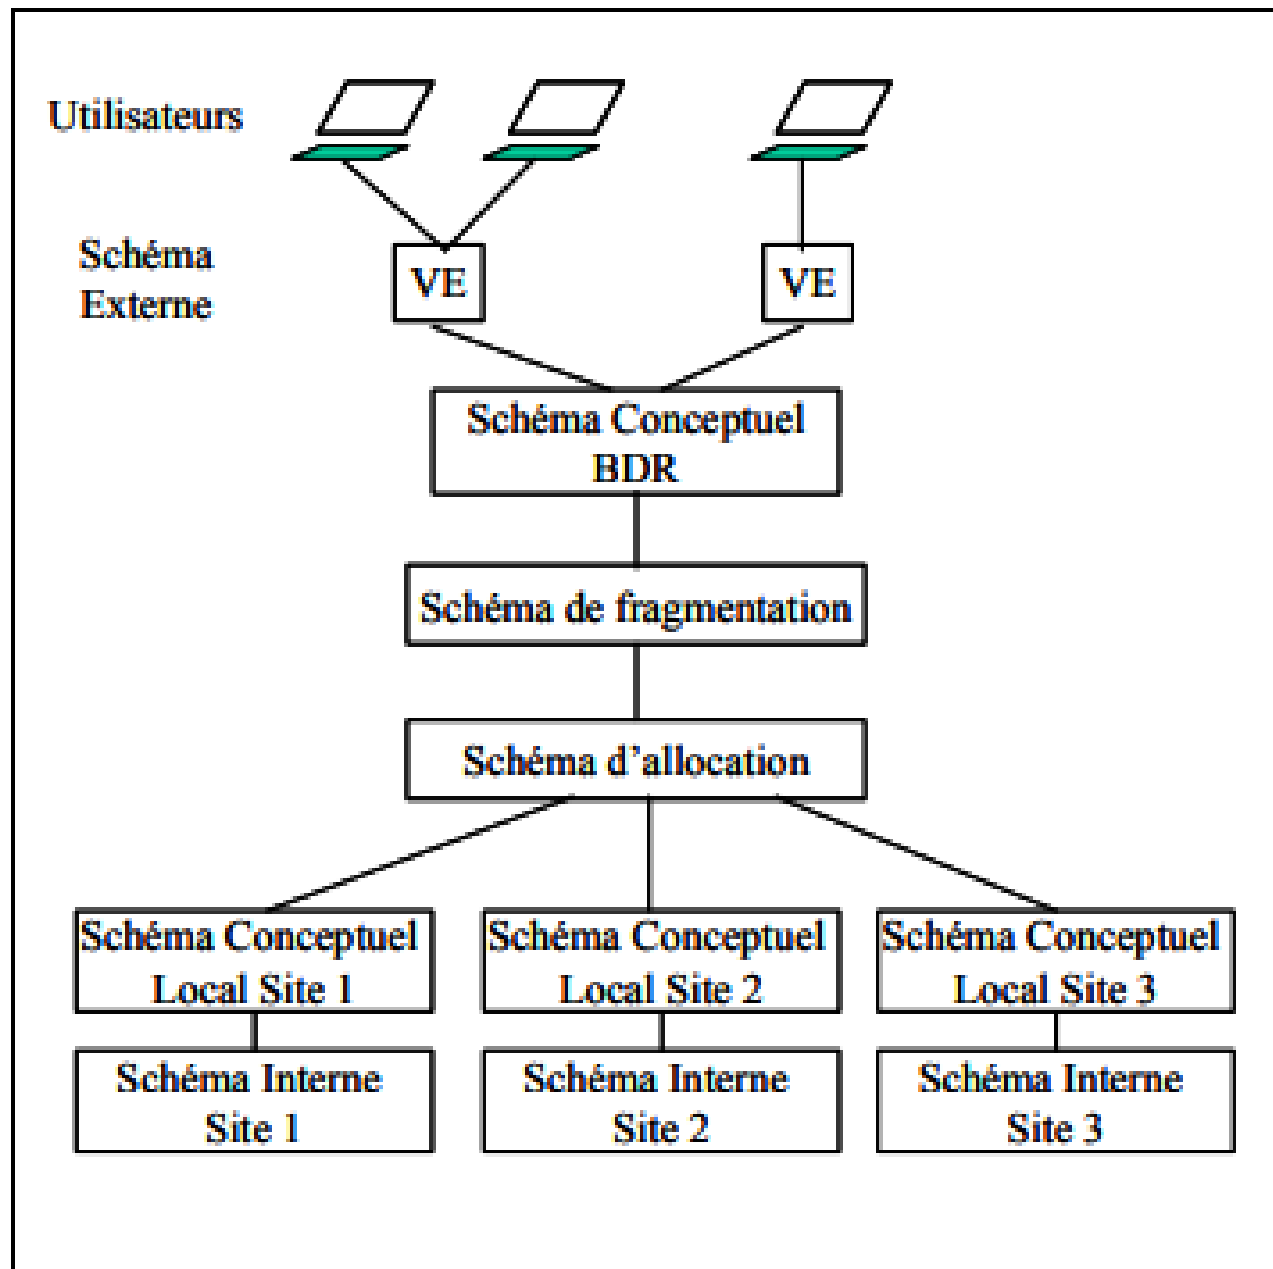 Utilisateurs
Schéma
Externe
VE
VE
Schéma Conceptuel
BDR
Schéma de fragmentation
Schéma d'allocation
Schéma Conceptuel
Local Site 1
Schéma Conceptuel
Local Site 2
Schéma Conceptuel
Local Site 3
Schéma Interne
Site 1
Schéma Interne
Site 2
Schéma Interne
Site 3